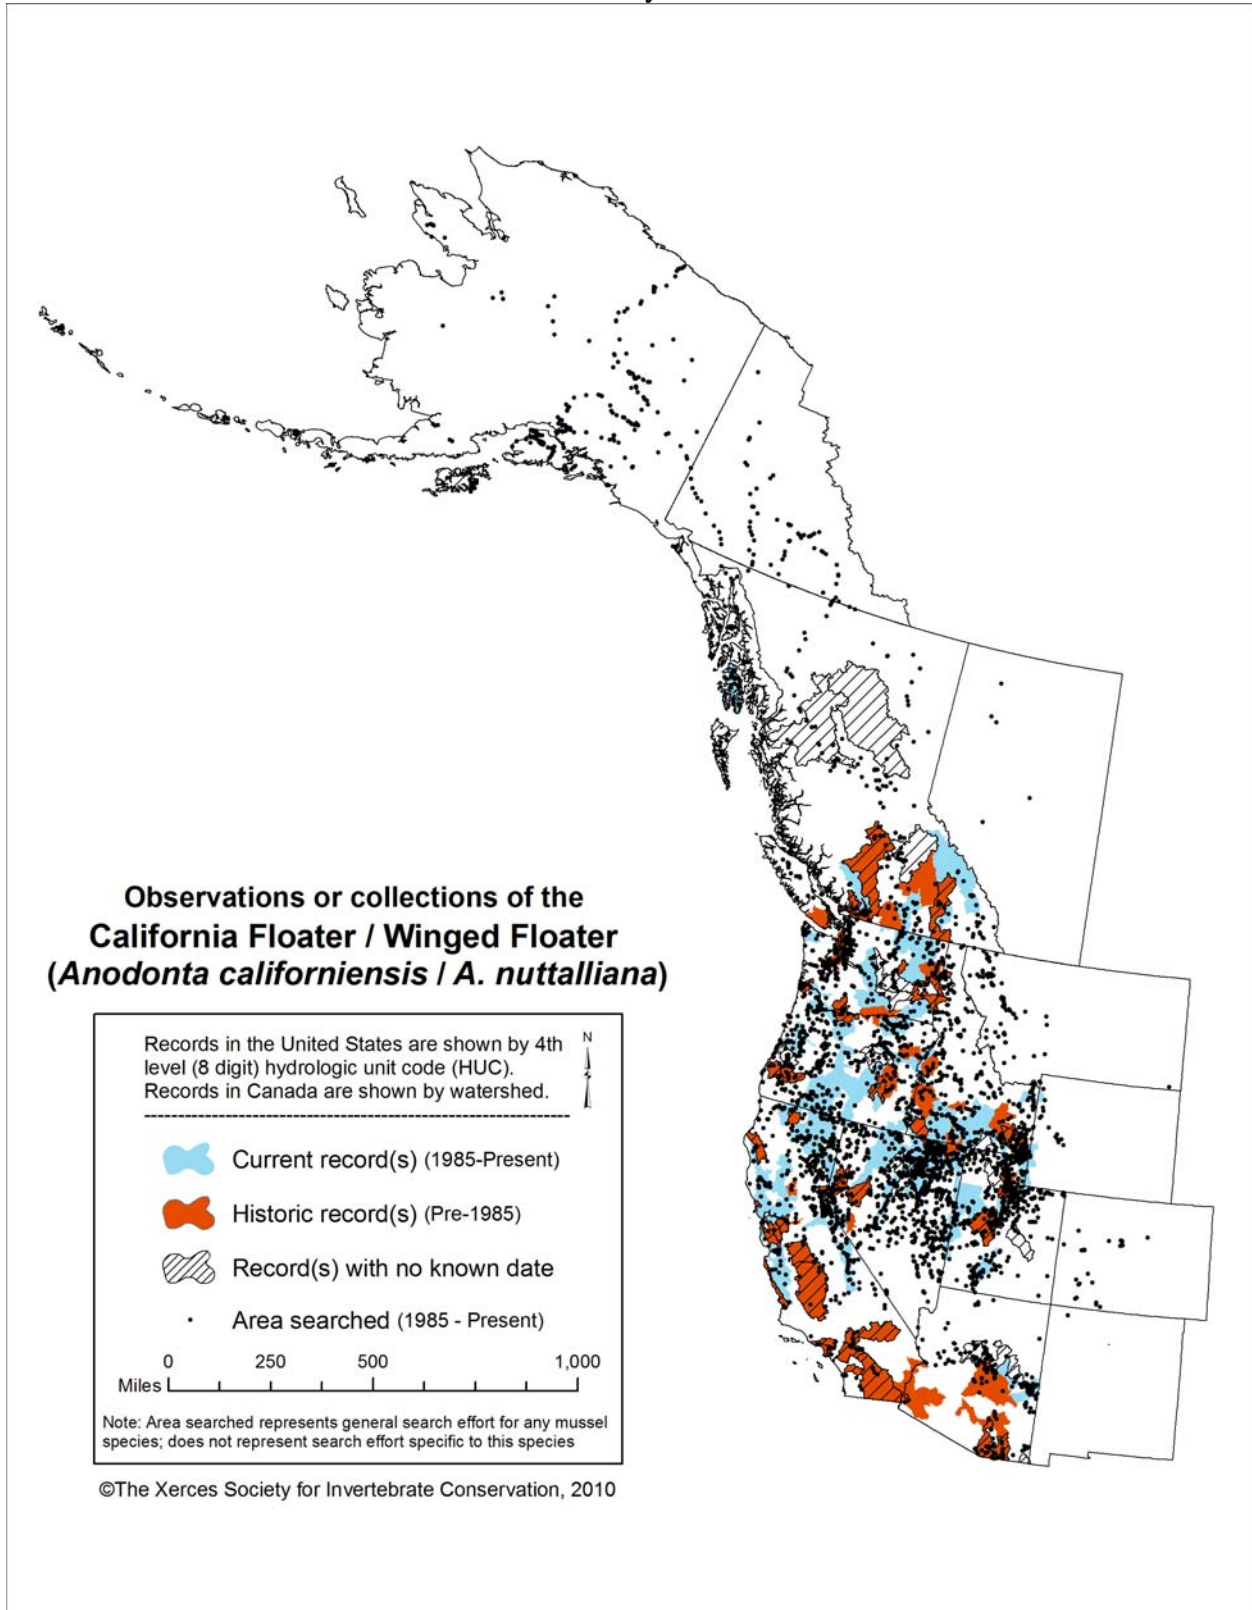 Observations or collections of the
California Floater / Winged Floater
(Anodonta californiensis / A. nuttalliana)
Records in the United States are shown by 4th
level (8 digit) hydrologic unit code (HUC).
Records in Canada are shown by watershed.
N
Current record(s) (1985-Present)
Historic record(s) (Pre-1985)
Record(s) with no known date
Area searched (1985 - Present)
0 250 500 1,000
Miles
Note: Area searched represents general search effort for any mussel
species; does not represent search effort specific to this species
©The Xerces Society for Invertebrate Conservation, 2010